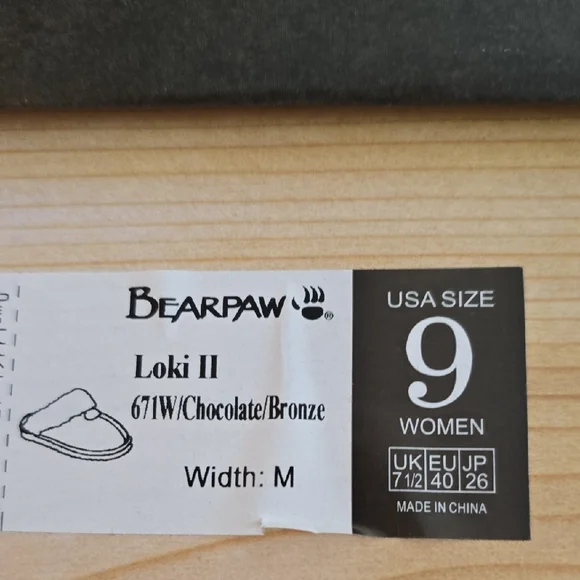 BEARPAW®
Loki II
671W/Chocolate/Bronze
Width: M
USA SIZE
9
WOMEN
UK EU JP
7 1/2 40 26
MADE IN CHINA